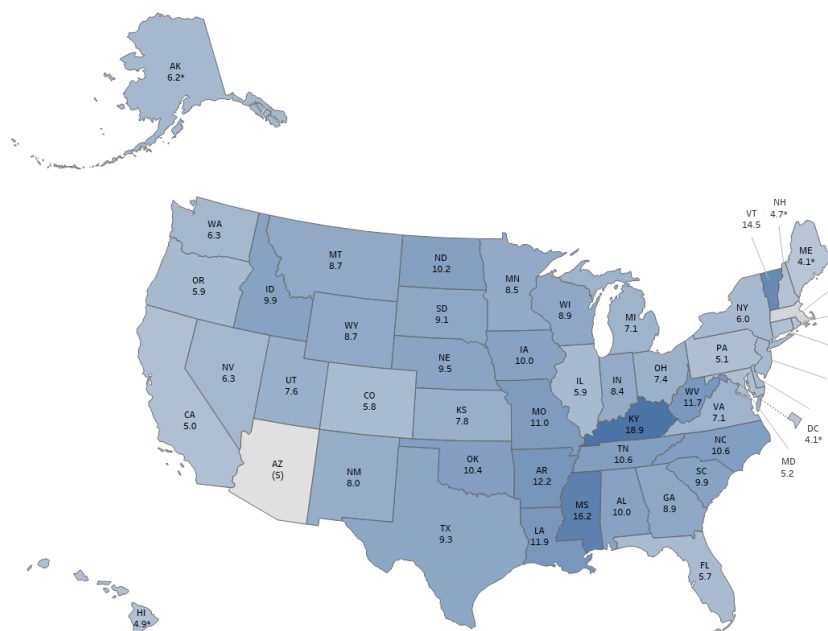 AK
6.2*
NH
4.7*
VT
14.5
ME
4.1*
WA
6.3
MT
8.7
ND
10.2
MN
8.5
OR
5.9
ID
9.9
WY
8.7
SD
9.1
WI
8.9
MI
7.1
NY
6.0
NV
6.3
UT
7.6
CO
5.8
NE
9.5
IA
10.0
IL
5.9
IN
8.4
OH
7.4
PA
5.1
CA
5.0
KS
7.8
MO
11.0
KY
18.9
WV
11.7
VA
7.1
DC
4.1*
MD
5.2
AZ
(S)
NM
8.0
OK
10.4
AR
12.2
TN
10.6
NC
10.6
SC
9.9
TX
9.3
LA
11.9
MS
16.2
AL
10.0
GA
8.9
FL
5.7
HI
4.9*